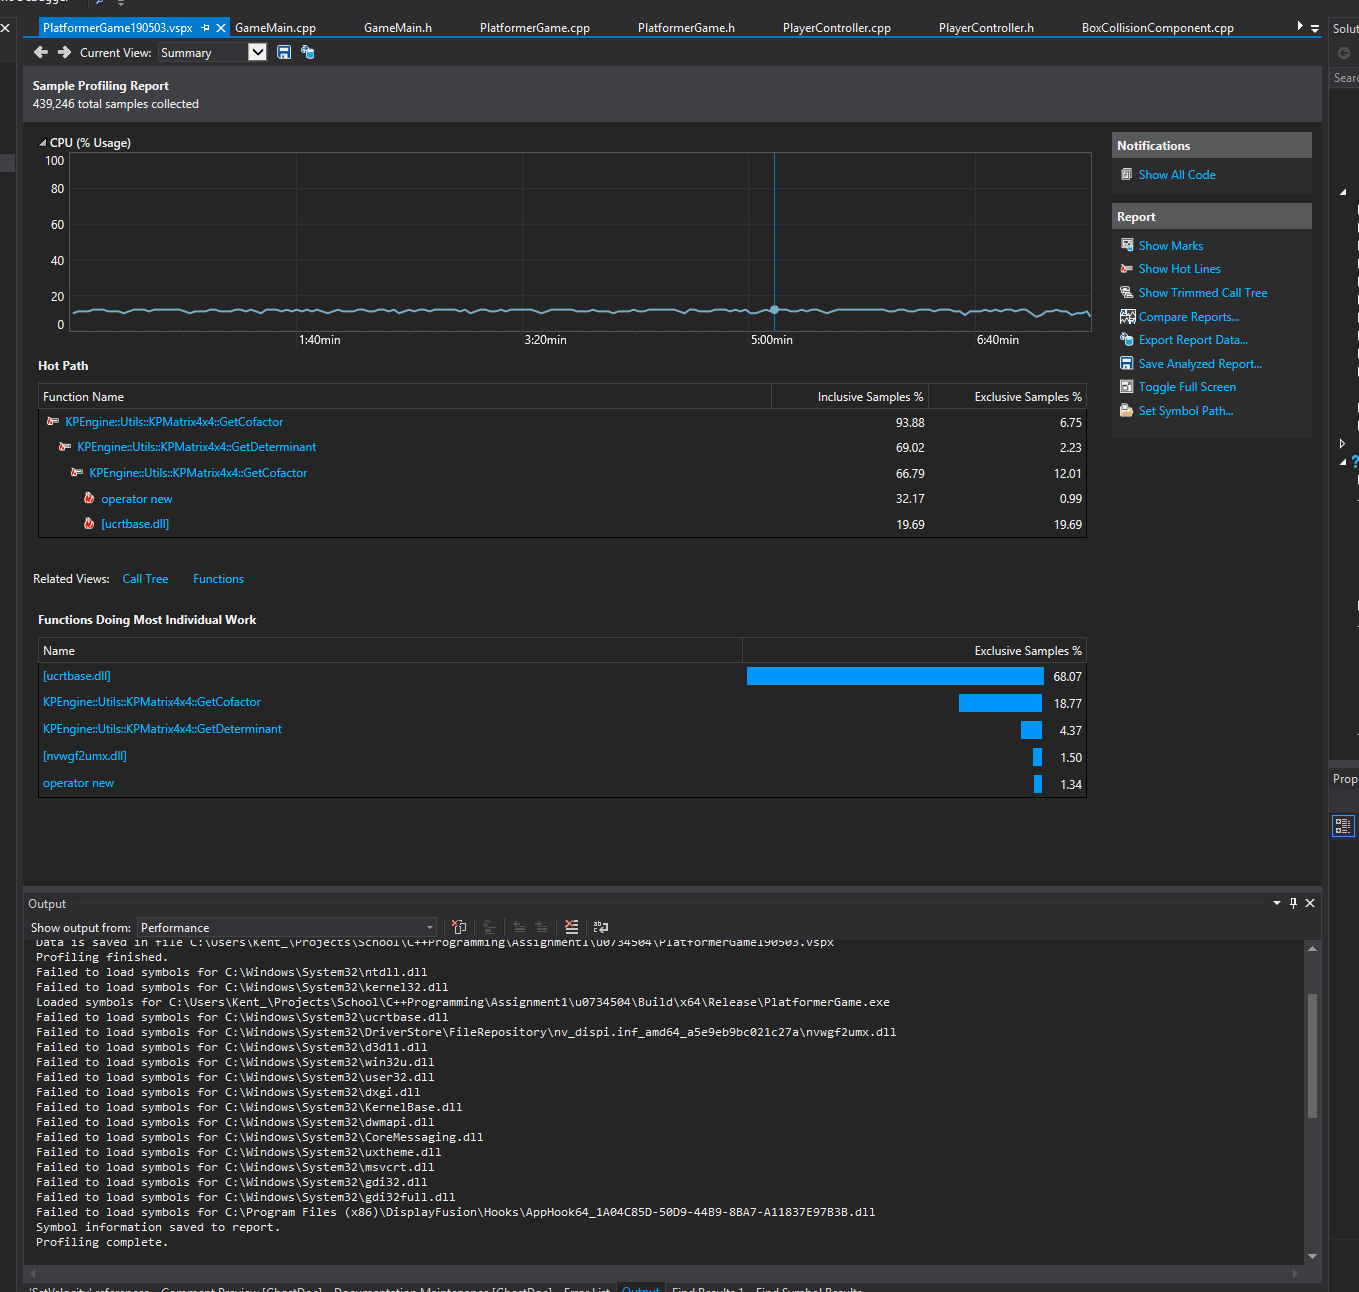 PlatformerGame190503.vspx GameMain.cpp GameMain.h PlatformerGame.cpp PlatformerGame.h PlayerController.cpp PlayerController.h BoxCollisionComponent.cpp
Solut
Current View: Summary
Sear
Sample Profiling Report
439,246 total samples collected
CPU (% Usage)
100
80
60
40
20
0
1:40min 3:20min 5:00min 6:40min
Notifications
Show All Code
Report
Show Marks
Show Hot Lines
Show Trimmed Call Tree
Compare Reports...
Export Report Data...
Save Analyzed Report...
Toggle Full Screen
Set Symbol Path...
Hot Path
Function Name Inclusive Samples % Exclusive Samples %
KPEngine::Utils::KPMatrix4x4::GetCofactor 93.88 6.75
KPEngine::Utils::KPMatrix4x4::GetDeterminant 69.02 2.23
KPEngine::Utils::KPMatrix4x4::GetCofactor 66.79 12.01
operator new 32.17 0.99
[ucrtbase.dll] 19.69 19.69
Related Views: Call Tree Functions
Functions Doing Most Individual Work
Name Exclusive Samples %
[ucrtbase.dll] 68.07
KPEngine::Utils::KPMatrix4x4::GetCofactor 18.77
KPEngine::Utils::KPMatrix4x4::GetDeterminant 4.37
[nvwgf2umx.dll] 1.50
operator new 1.34
Prop
Output
Show output from: Performance
Data is saved in file C:\Users\Kent_\Projects\School\C++Programming\Assignment1\u0734504\PlatformerGame190503.vspx
Profiling finished.
Failed to load symbols for C:\Windows\System32\ntdll.dll
Failed to load symbols for C:\Windows\System32\kernel32.dll
Loaded symbols for C:\Users\Kent_\Projects\School\C++Programming\Assignment1\u0734504\Build\x64\Release\PlatformerGame.exe
Failed to load symbols for C:\Windows\System32\ucrtbase.dll
Failed to load symbols for C:\Windows\System32\DriverStore\FileRepository\nv_dispi.inf_amd64_a5e9eb9bc021c27a\nvwgf2umx.dll
Failed to load symbols for C:\Windows\System32\d3d11.dll
Failed to load symbols for C:\Windows\System32\win32u.dll
Failed to load symbols for C:\Windows\System32\user32.dll
Failed to load symbols for C:\Windows\System32\dxgi.dll
Failed to load symbols for C:\Windows\System32\KernelBase.dll
Failed to load symbols for C:\Windows\System32\dwmapi.dll
Failed to load symbols for C:\Windows\System32\CoreMessaging.dll
Failed to load symbols for C:\Windows\System32\uxtheme.dll
Failed to load symbols for C:\Windows\System32\msvcrt.dll
Failed to load symbols for C:\Windows\System32\gdi32.dll
Failed to load symbols for C:\Windows\System32\gdi32full.dll
Failed to load symbols for C:\Program Files (x86)\DisplayFusion\Hooks\AppHook64_1A04C85D-50D9-44B9-8BA7-A11837E97B3B.dll
Symbol information saved to report.
Profiling complete.
'SetVelocity' references Comment Preview [GhostDoc] Documentation Maintenance [GhostDoc] Error List Output Find Results 1 Find Symbol Results